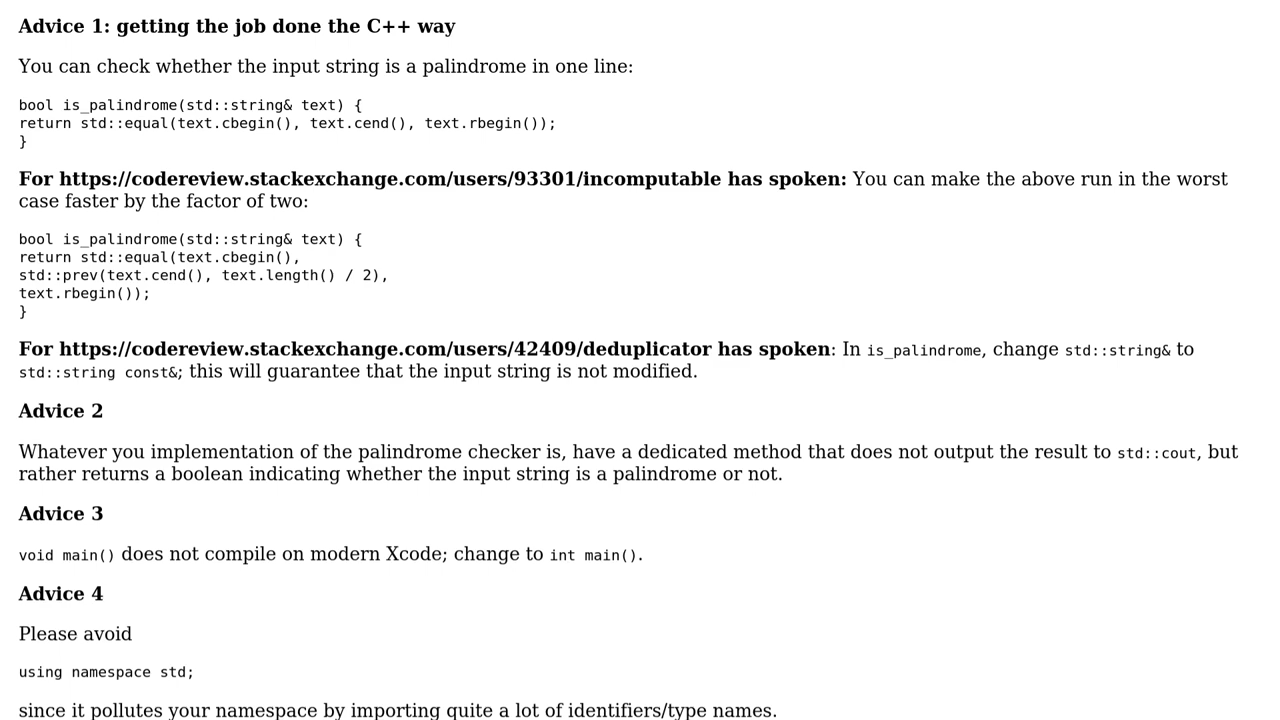 Advice 1: getting the job done the C++ way
You can check whether the input string is a palindrome in one line:
bool is_palindrome(std::string& text) {
return std::equal(text.cbegin(), text.cend(), text.rbegin());
}
For https://codereview.stackexchange.com/users/93301/incomputable has spoken: You can make the above run in the worst
case faster by the factor of two:
bool is_palindrome(std::string& text) {
return std::equal(text.cbegin(),
std::prev(text.cend(), text.length() / 2),
text.rbegin());
}
For https://codereview.stackexchange.com/users/42409/deduplicator has spoken: In is_palindrome, change std::string& to
std::string const&; this will guarantee that the input string is not modified.
Advice 2
Whatever you implementation of the palindrome checker is, have a dedicated method that does not output the result to std::cout, but
rather returns a boolean indicating whether the input string is a palindrome or not.
Advice 3
void main() does not compile on modern Xcode; change to int main().
Advice 4
Please avoid
using namespace std;
since it pollutes your namespace by importing quite a lot of identifiers/type names.